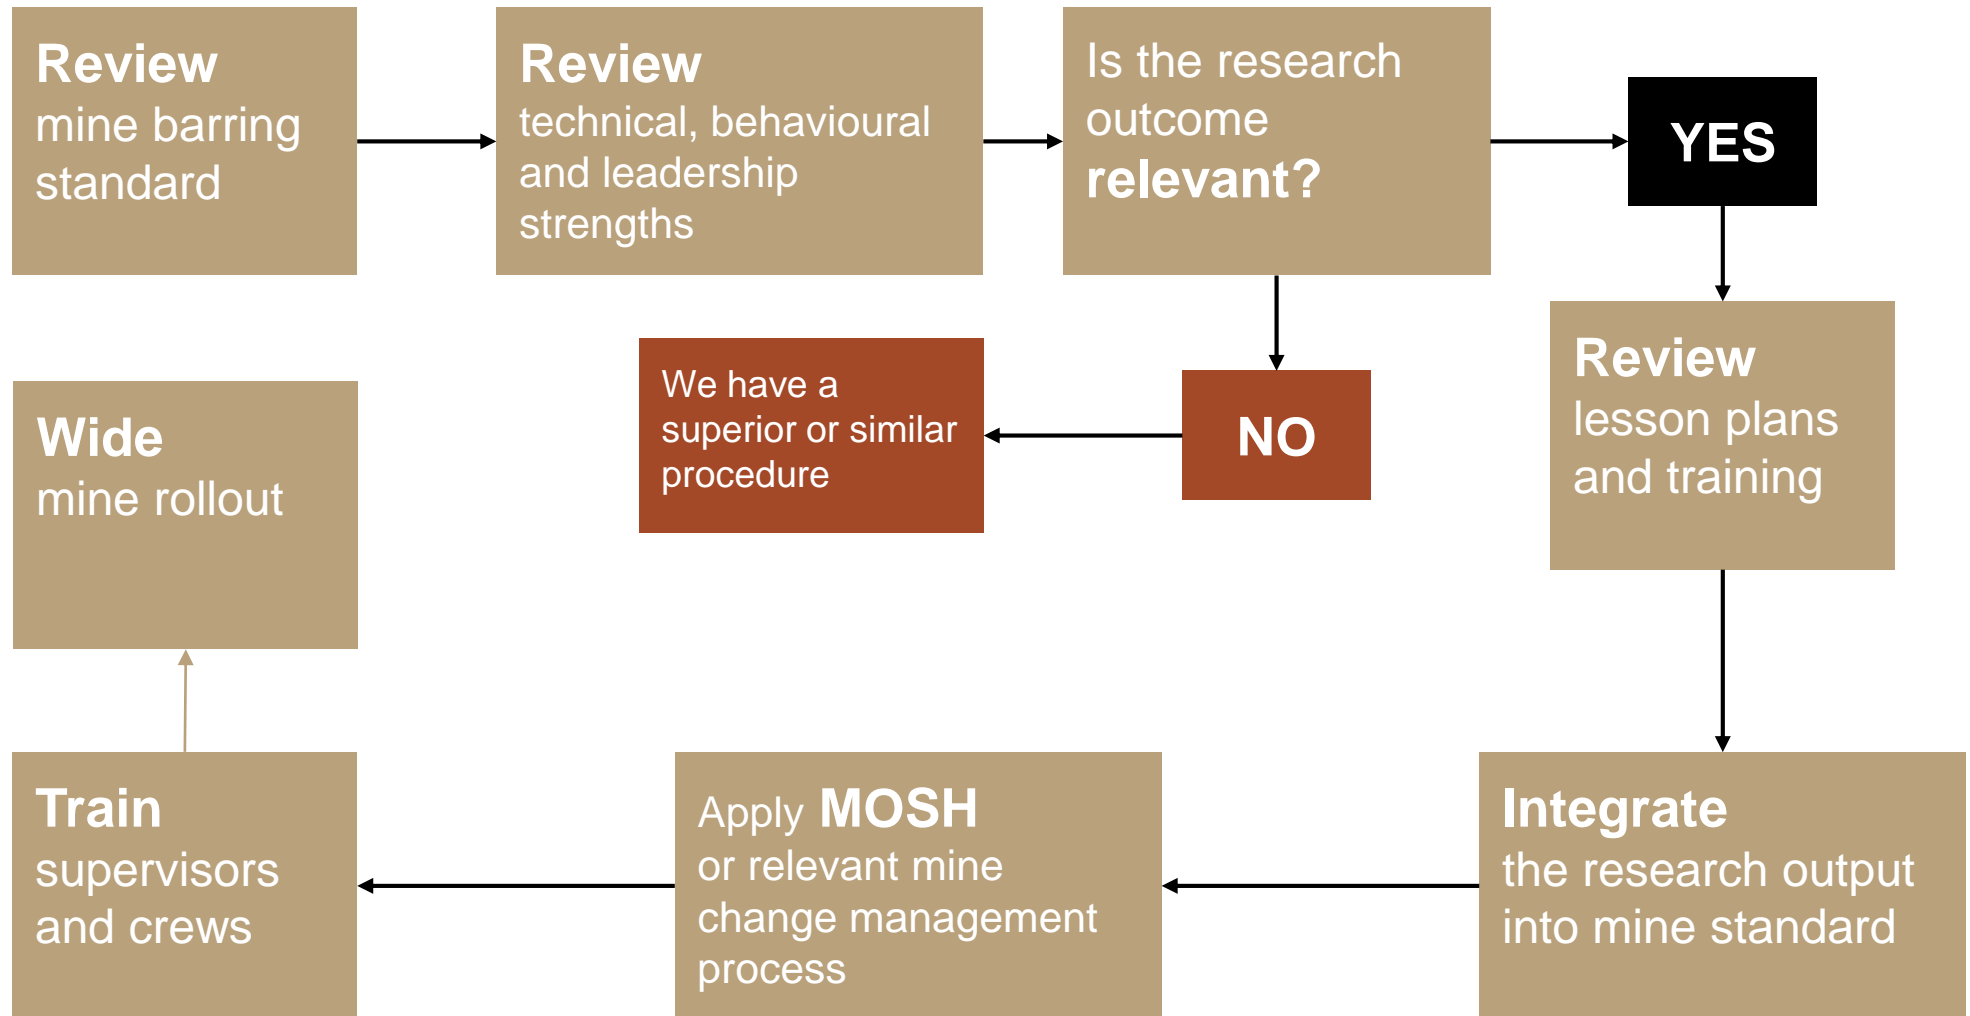 Review
mine barring
standard
Review
technical, behavioural
and leadership
strengths
Is the research
outcome
relevant?
YES
NO
We have a
superior or similar
procedure
Review
lesson plans
and training
Integrate
the research output
into mine standard
Apply MOSH
or relevant mine
change management
process
Train
supervisors
and crews
Wide
mine rollout